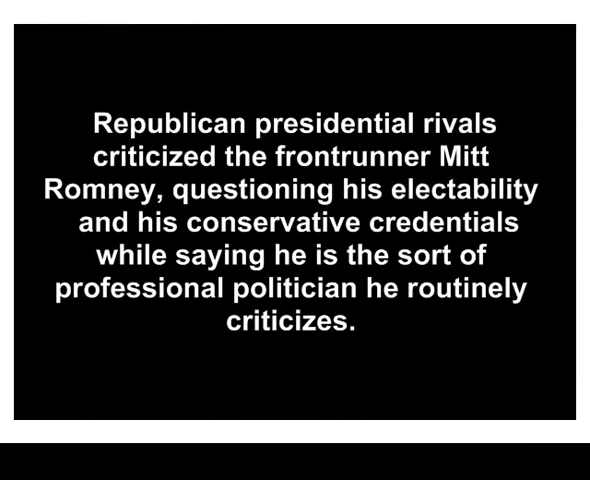 Republican presidential rivals
criticized the frontrunner Mitt
Romney, questioning his electability
and his conservative credentials
while saying he is the sort of
professional politician he routinely
criticizes.